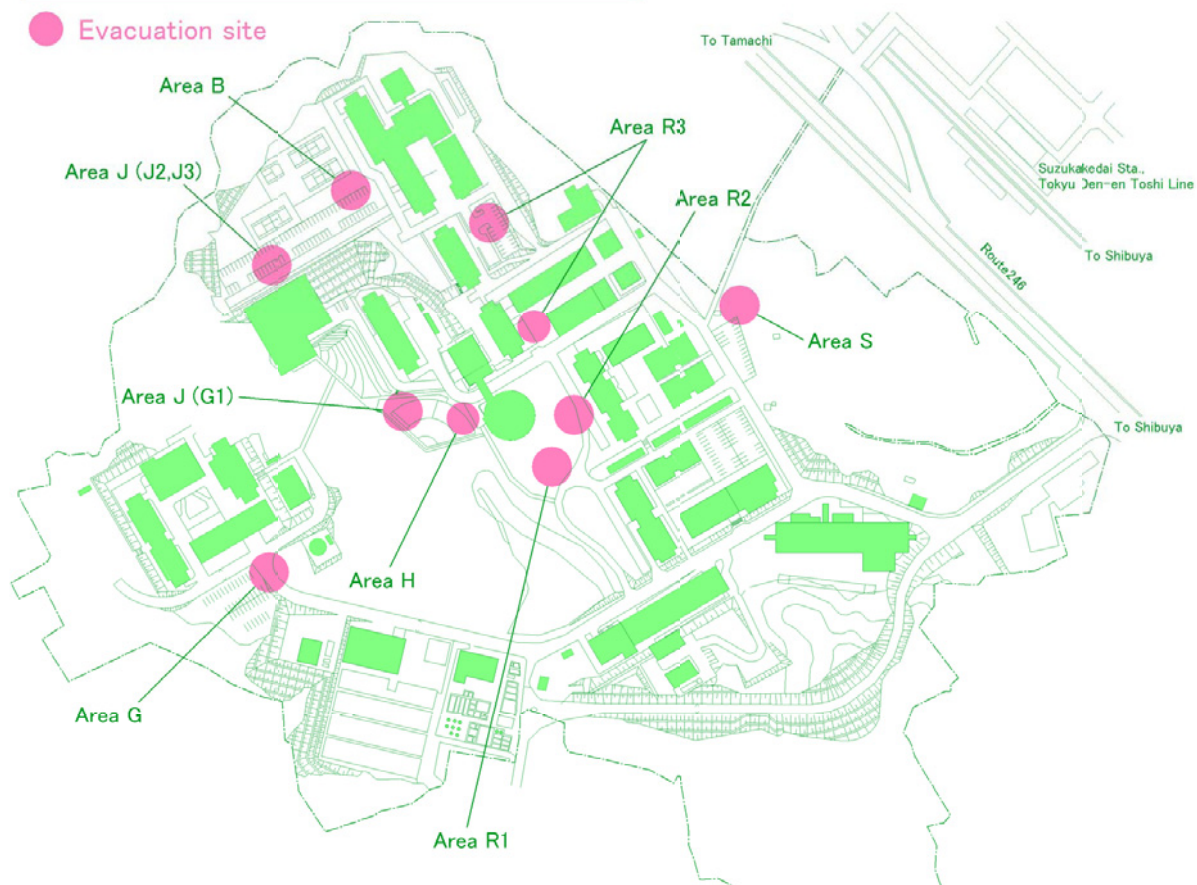 Evacuation site
To Tamachi
Area B
Area R3
Area J (J2,J3)
Suzukakedai Sta.,
Tokyu Den-en Toshi Line
Area R2
To Shibuya
Route246
Area S
Area J (G1)
To Shibuya
Area H
Area G
Area R1